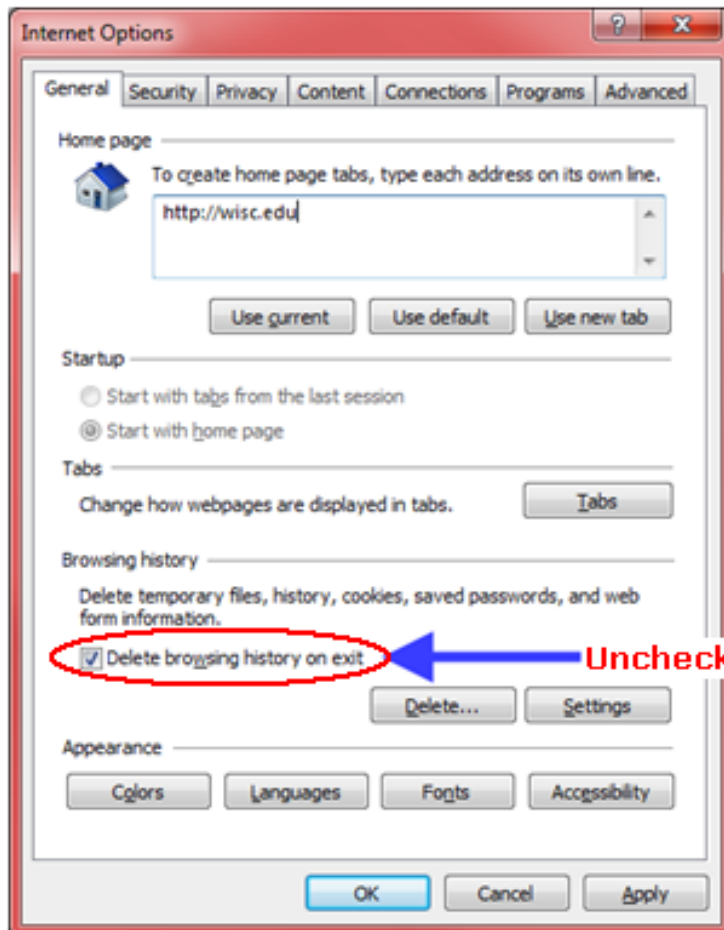 Internet Options
General Security Privacy Content Connections Programs Advanced
Home page
To create home page tabs, type each address on its own line.
http://wisc.edu
Use current Use default Use new tab
Startup
Start with tabs from the last session
Start with home page
Tabs
Change how webpages are displayed in tabs. Tabs
Browsing history
Delete temporary files, history, cookies, saved passwords, and web
form information.
Delete browsing history on exit Uncheck
Delete... Settings
Appearance
Colors Languages Fonts Accessibility
OK Cancel Apply